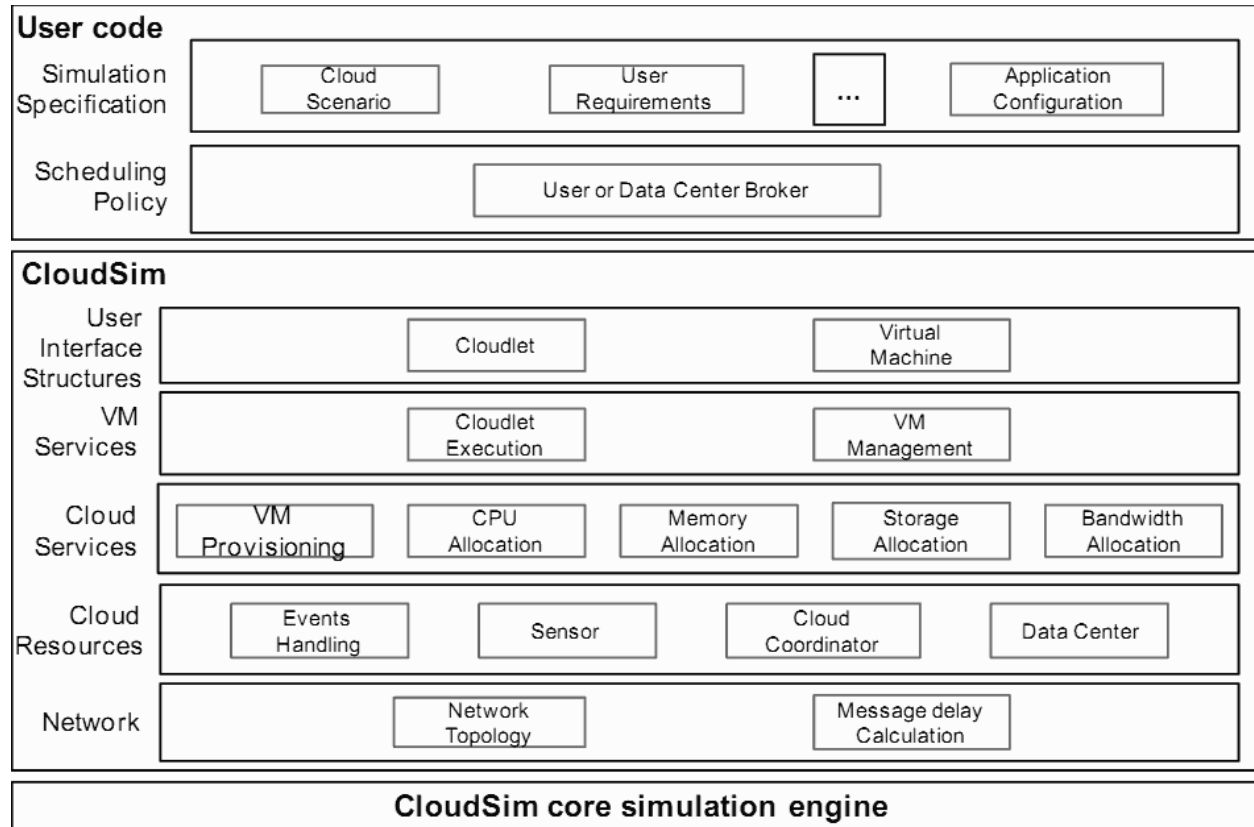 User code
Simulation
Specification
Cloud
Scenario
User
Requirements
...
Application
Configuration
Scheduling
Policy
User or Data Center Broker
CloudSim
User
Interface
Structures
Cloudlet
Virtual
Machine
VM
Services
Cloudlet
Execution
VM
Management
Cloud
Services
VM
Provisioning
CPU
Allocation
Memory
Allocation
Storage
Allocation
Bandwidth
Allocation
Cloud
Resources
Events
Handling
Sensor
Cloud
Coordinator
Data Center
Network
Network
Topology
Message delay
Calculation
CloudSim core simulation engine